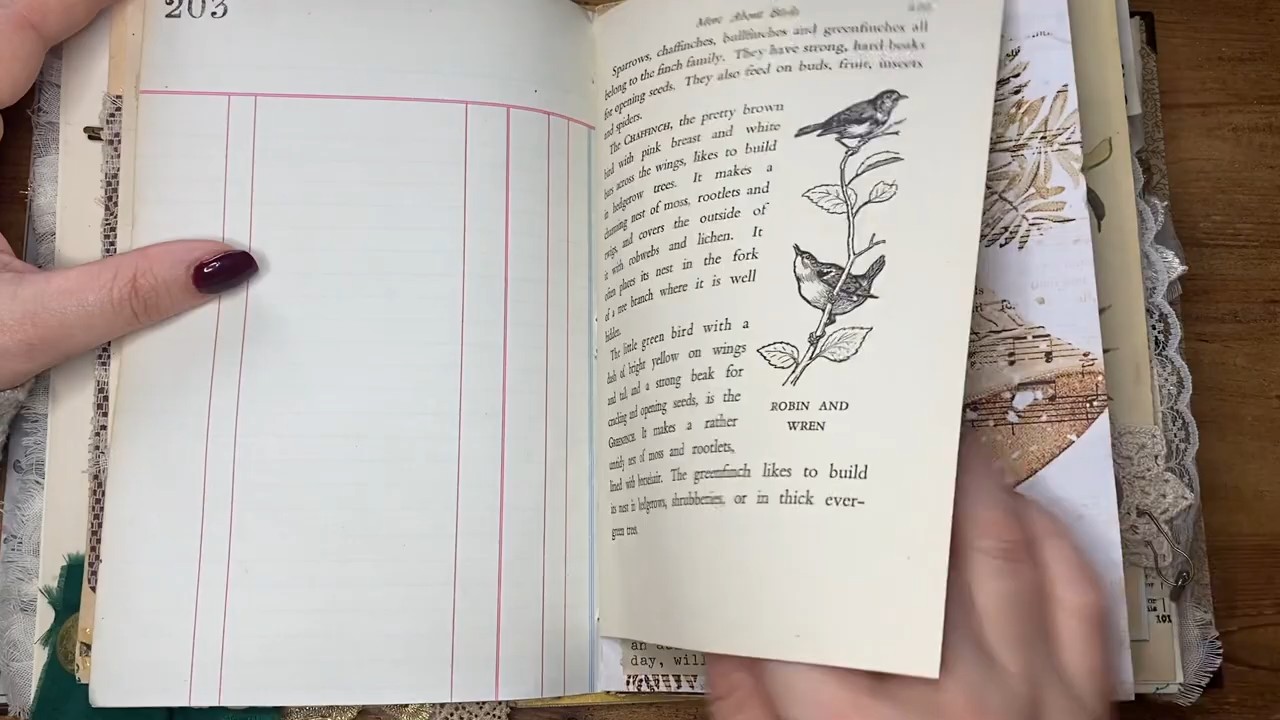 203
More About Birds
Sparrows, chaffinches, bullfinches and greenfinches all
belong to the finch family. They have strong, hard beaks
for opening seeds. They also feed on buds, fruit, insects
and spiders.
The CHAFFINCH, the pretty brown
bird with pink breast and white
bars across the wings, likes to build
in hedgerow trees. It makes a
charming nest of moss, rootlets and
twigs, and covers the outside of
it with cobwebs and lichen. It
often places its nest in the fork
of a tree branch where it is well
hidden.
The little green bird with a
dash of bright yellow on wings
and tail, and a strong beak for
cracking and opening seeds, is the
GREENFINCH. It makes a rather
untidy nest of moss and rootlets,
lined with horsehair. The greenfinch likes to build
its nest in hedgerows, shrubberies, or in thick ever-
green trees.
ROBIN AND
WREN
day, will
101